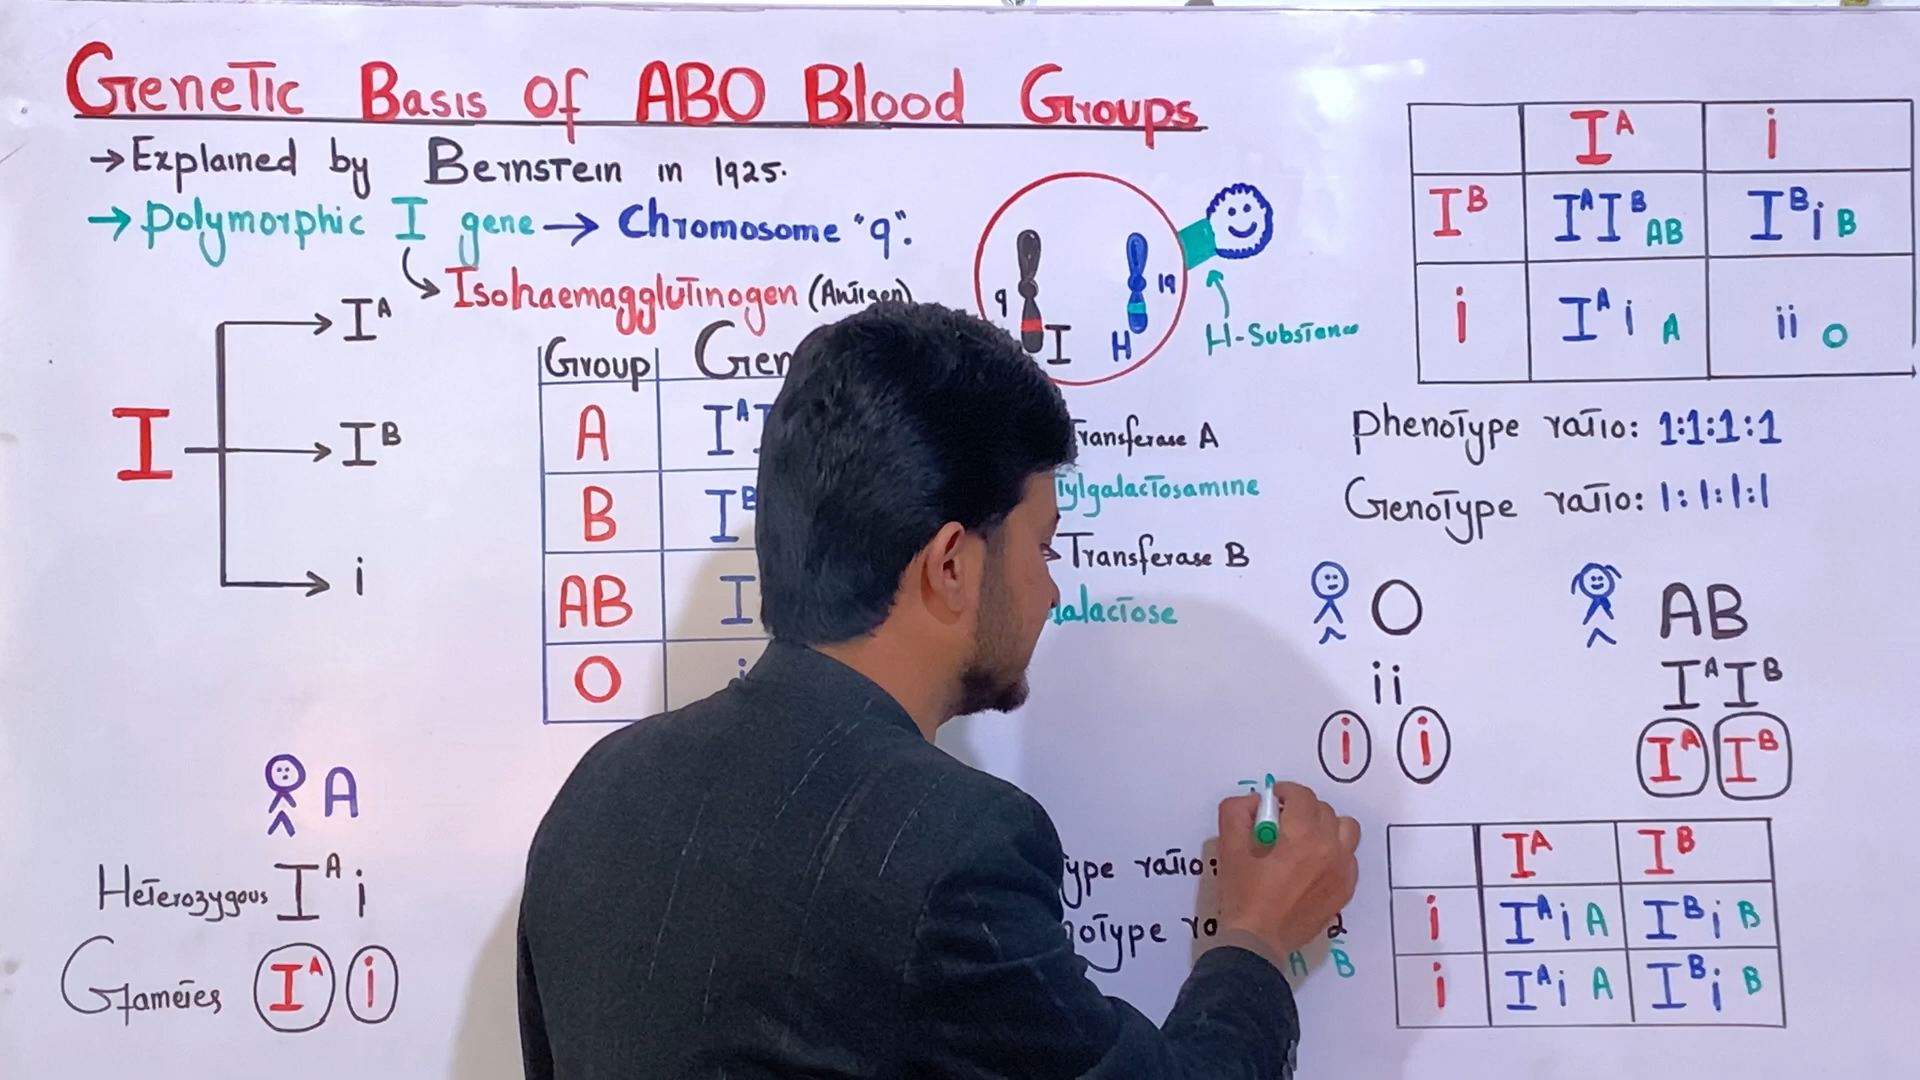 Genetic Basis Of ABO Blood Groups
→Explained by Bernstein in 1925.
→Polymorphic I gene→ Chromosome "9".
Isohaemagglutinogen (Antigen)
I
I^A
I^B
i
Group
A I^A
B I^B
AB I
O i
9 I
19 H
H-Substance
Transferase A
Transferase B
A
Heterozygous I^A i
Gametes I^A i
I^A i
I^B I^AI^B AB I^Bi B
i I^Ai A ii O
Phenotype ratio: 1:1:1:1
Genotype ratio: 1:1:1:1
O AB
ii I^AI^B
i i I^A I^B
ratio:
2
A B
I^A I^B
i I^Ai A I^Bi B
i I^Ai A I^Bi B